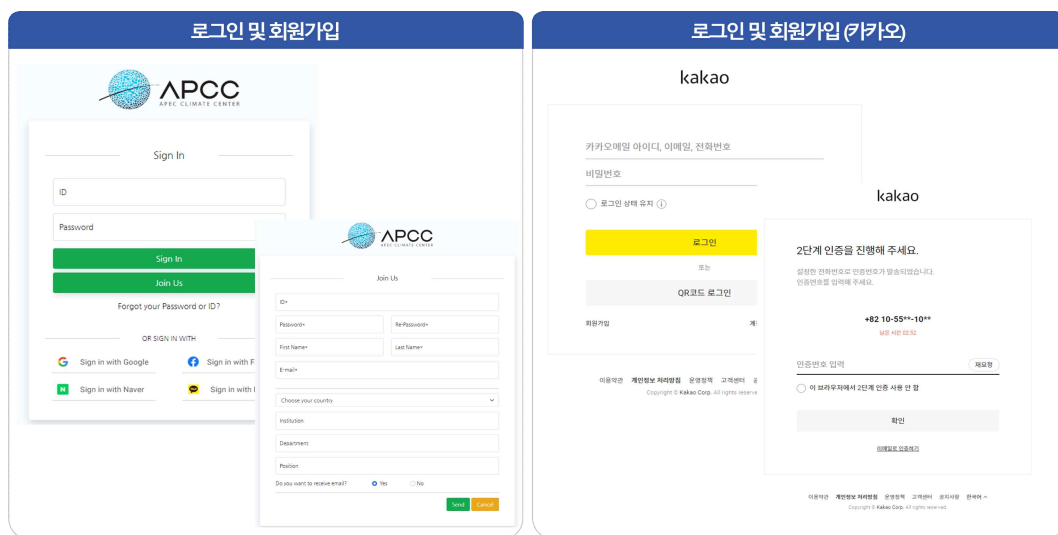 로그인 및 회원가입
APCC
APEC CLIMATE CENTER
Sign In
ID
Password
Sign In
Join Us
Forgot your Password or ID?
OR SIGN IN WITH
Sign in with Google
Sign in with F
Sign in with Naver
Sign in with
APCC
APEC CLIMATE CENTER
Join Us
ID*
Password*
Re-Password*
First Name*
Last Name*
E-mail*
Choose your country
Institution
Department
Position
Do you want to receive email?
Yes
No
Send
Cancel
로그인 및 회원가입 (카카오)
kakao
카카오메일 아이디, 이메일, 전화번호
비밀번호
로그인 상태 유지
로그인
또는
QR코드 로그인
회원가입
이용약관 개인정보 처리방침 운영정책 고객센터
Copyright © Kakao Corp. All rights reserve
kakao
2단계 인증을 진행해 주세요.
설정한 전화번호로 인증번호가 발송되었습니다.
인증번호를 입력해 주세요.
+82 10-55**-10**
남은 시간 02:52
인증번호 입력
재요청
이 브라우저에서 2단계 인증 사용 안 함
확인
이메일로 인증하기
이용약관 개인정보 처리방침 운영정책 고객센터 공지사항 한국어
Copyright © Kakao Corp. All rights reserved.